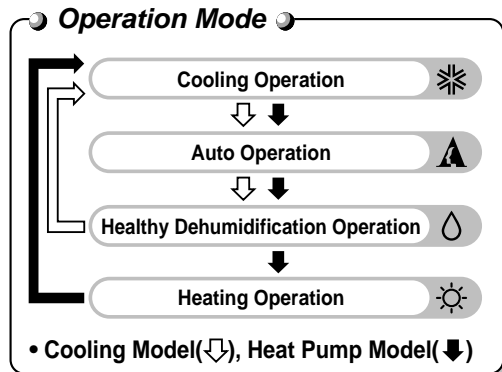 Operation Mode
Cooling Operation
Auto Operation
Healthy Dehumidification Operation
Heating Operation
• Cooling Model(), Heat Pump Model()